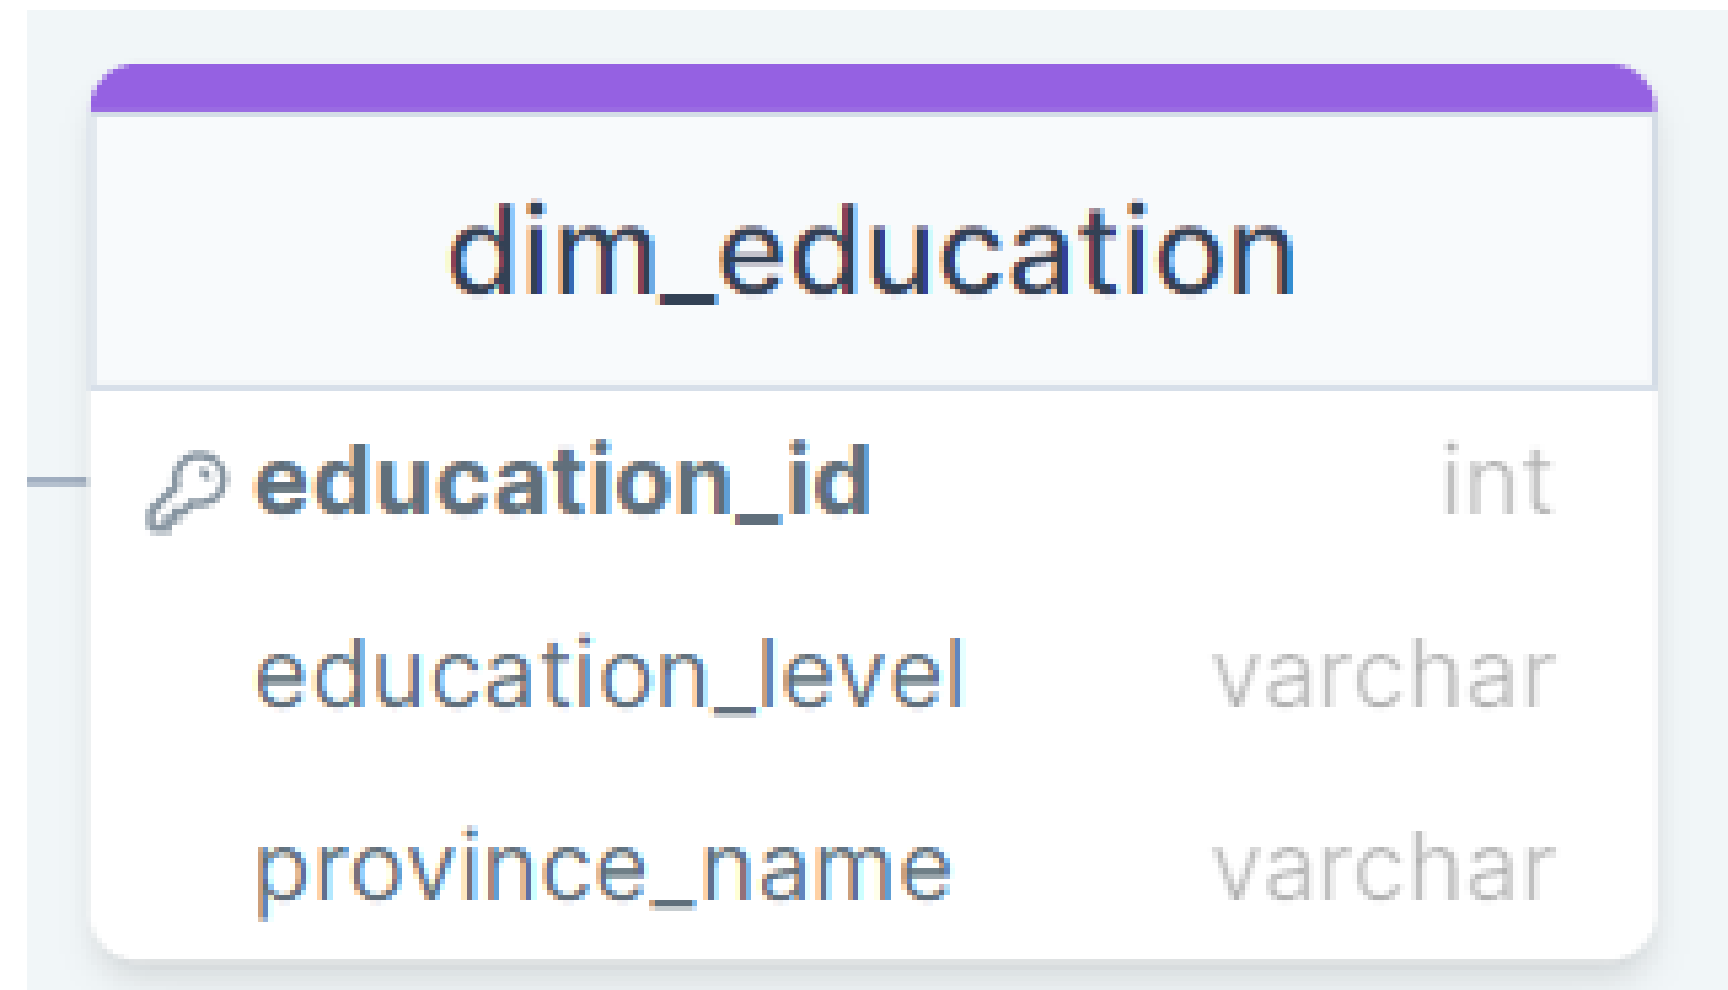 dim_education
education_id int
education_level varchar
province_name varchar